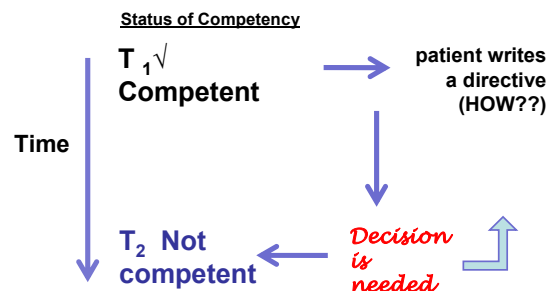 Status of Competency
T 1√
Competent
patient writes
a directive
(HOW??)
Time
T2 Not
competent
Decision
is
needed